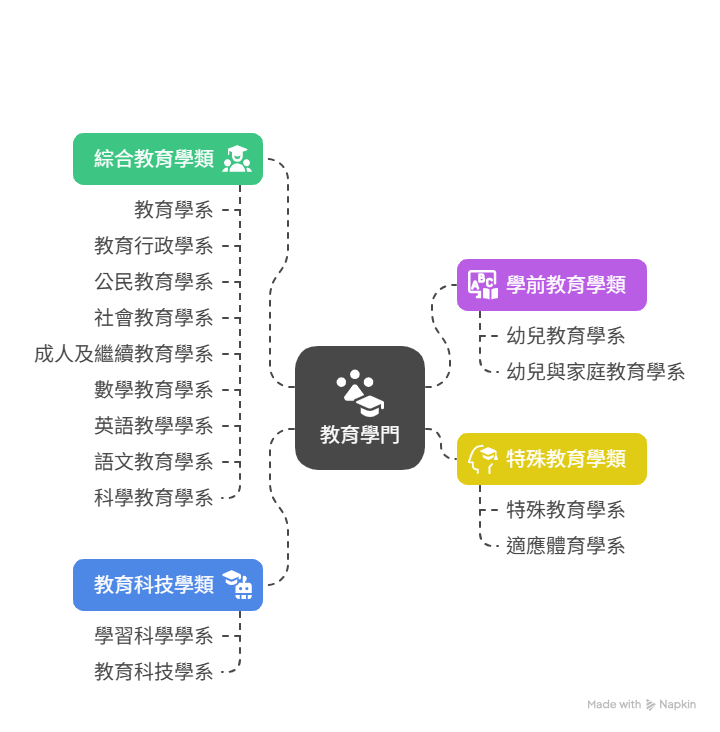 綜合教育學類
教育學系
教育行政學系
公民教育學系
社會教育學系
成人及繼續教育學系
數學教育學系
英語教學學系
語文教育學系
科學教育學系
教育科技學類
學習科學學系
教育科技學系
教育學門
ABC
學前教育學類
幼兒教育學系
幼兒與家庭教育學系
特殊教育學類
特殊教育學系
適應體育學系
Made with Napkin